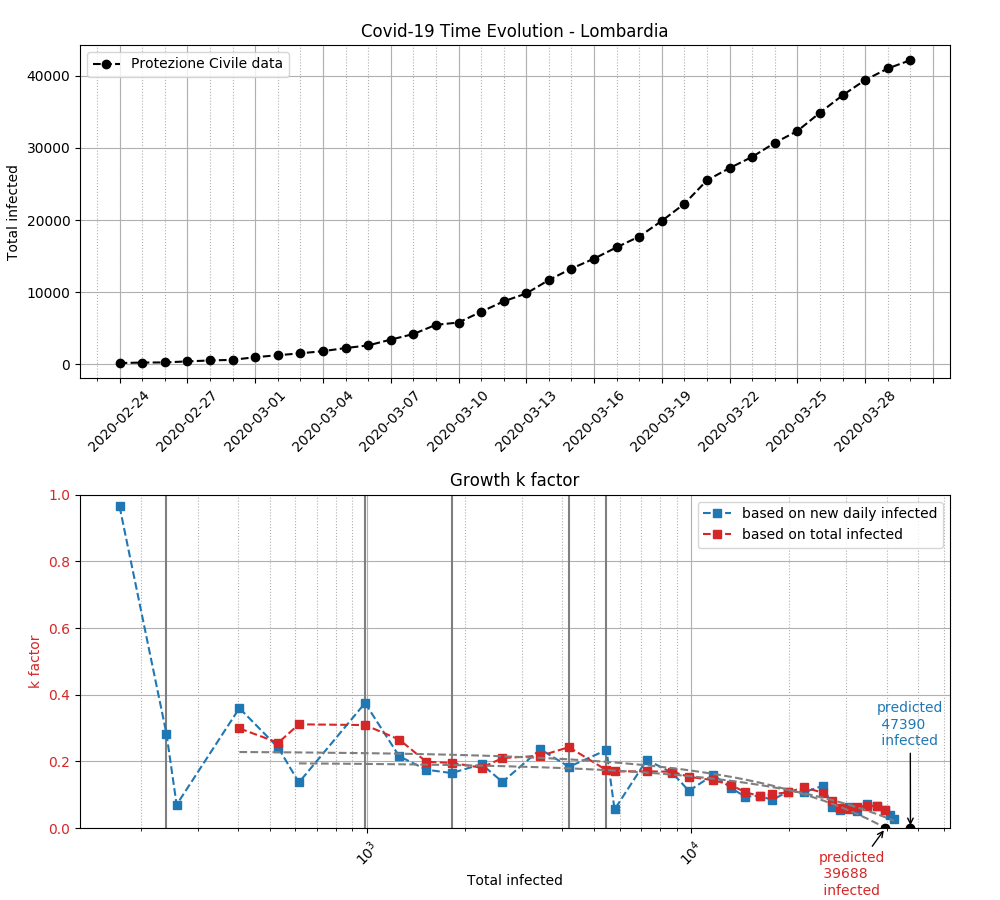 Covid-19 Time Evolution - Lombardia
Protezione Civile data
Total infected
40000
30000
20000
10000
0
2020-02-24
2020-02-27
2020-03-01
2020-03-04
2020-03-07
2020-03-10
2020-03-13
2020-03-16
2020-03-19
2020-03-22
2020-03-25
2020-03-28
Growth k factor
based on new daily infected
based on total infected
k factor
1.0
0.8
0.6
0.4
0.2
0.0
predicted
47390
infected
10³
10⁴
Total infected
predicted
39688
infected